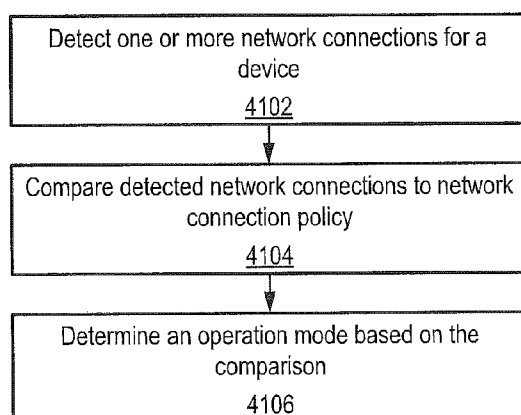 Detect one or more network connections for a
device
4102
Compare detected network connections to network
connection policy
4104
Determine an operation mode based on the
comparison
4106